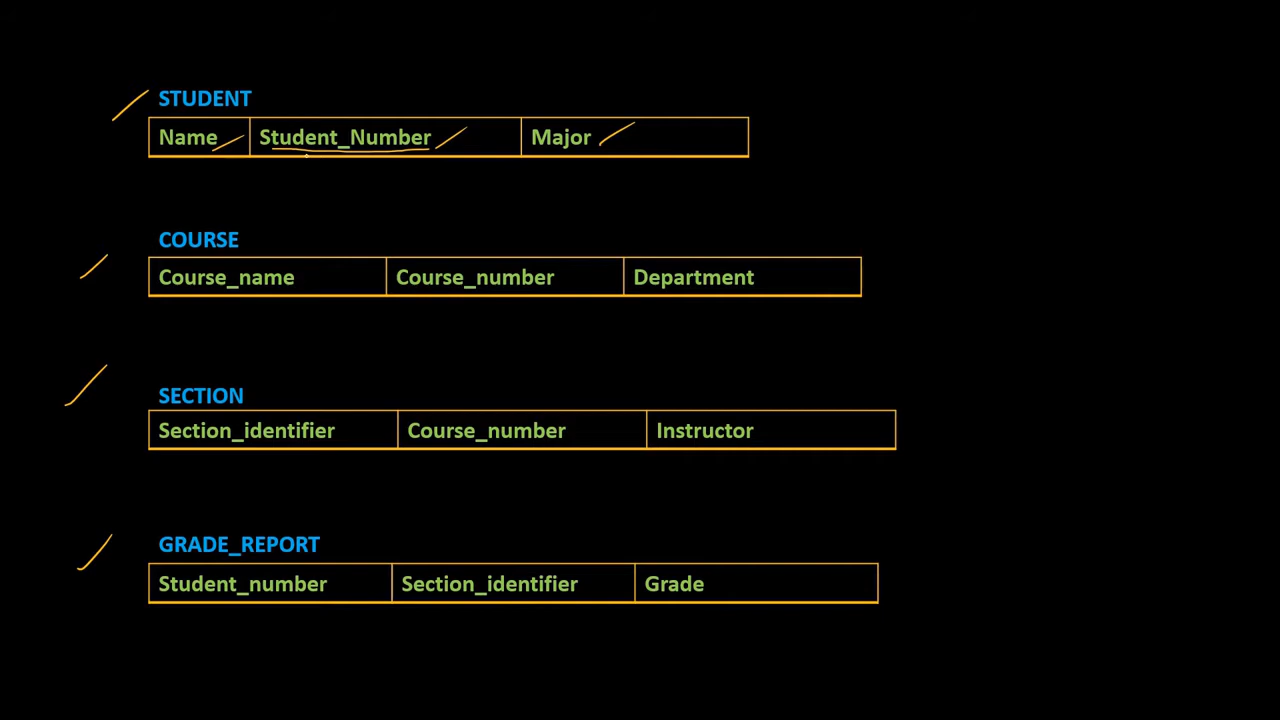 STUDENT
Name Student_Number Major
COURSE
Course_name Course_number Department
SECTION
Section_identifier Course_number Instructor
GRADE_REPORT
Student_number Section_identifier Grade